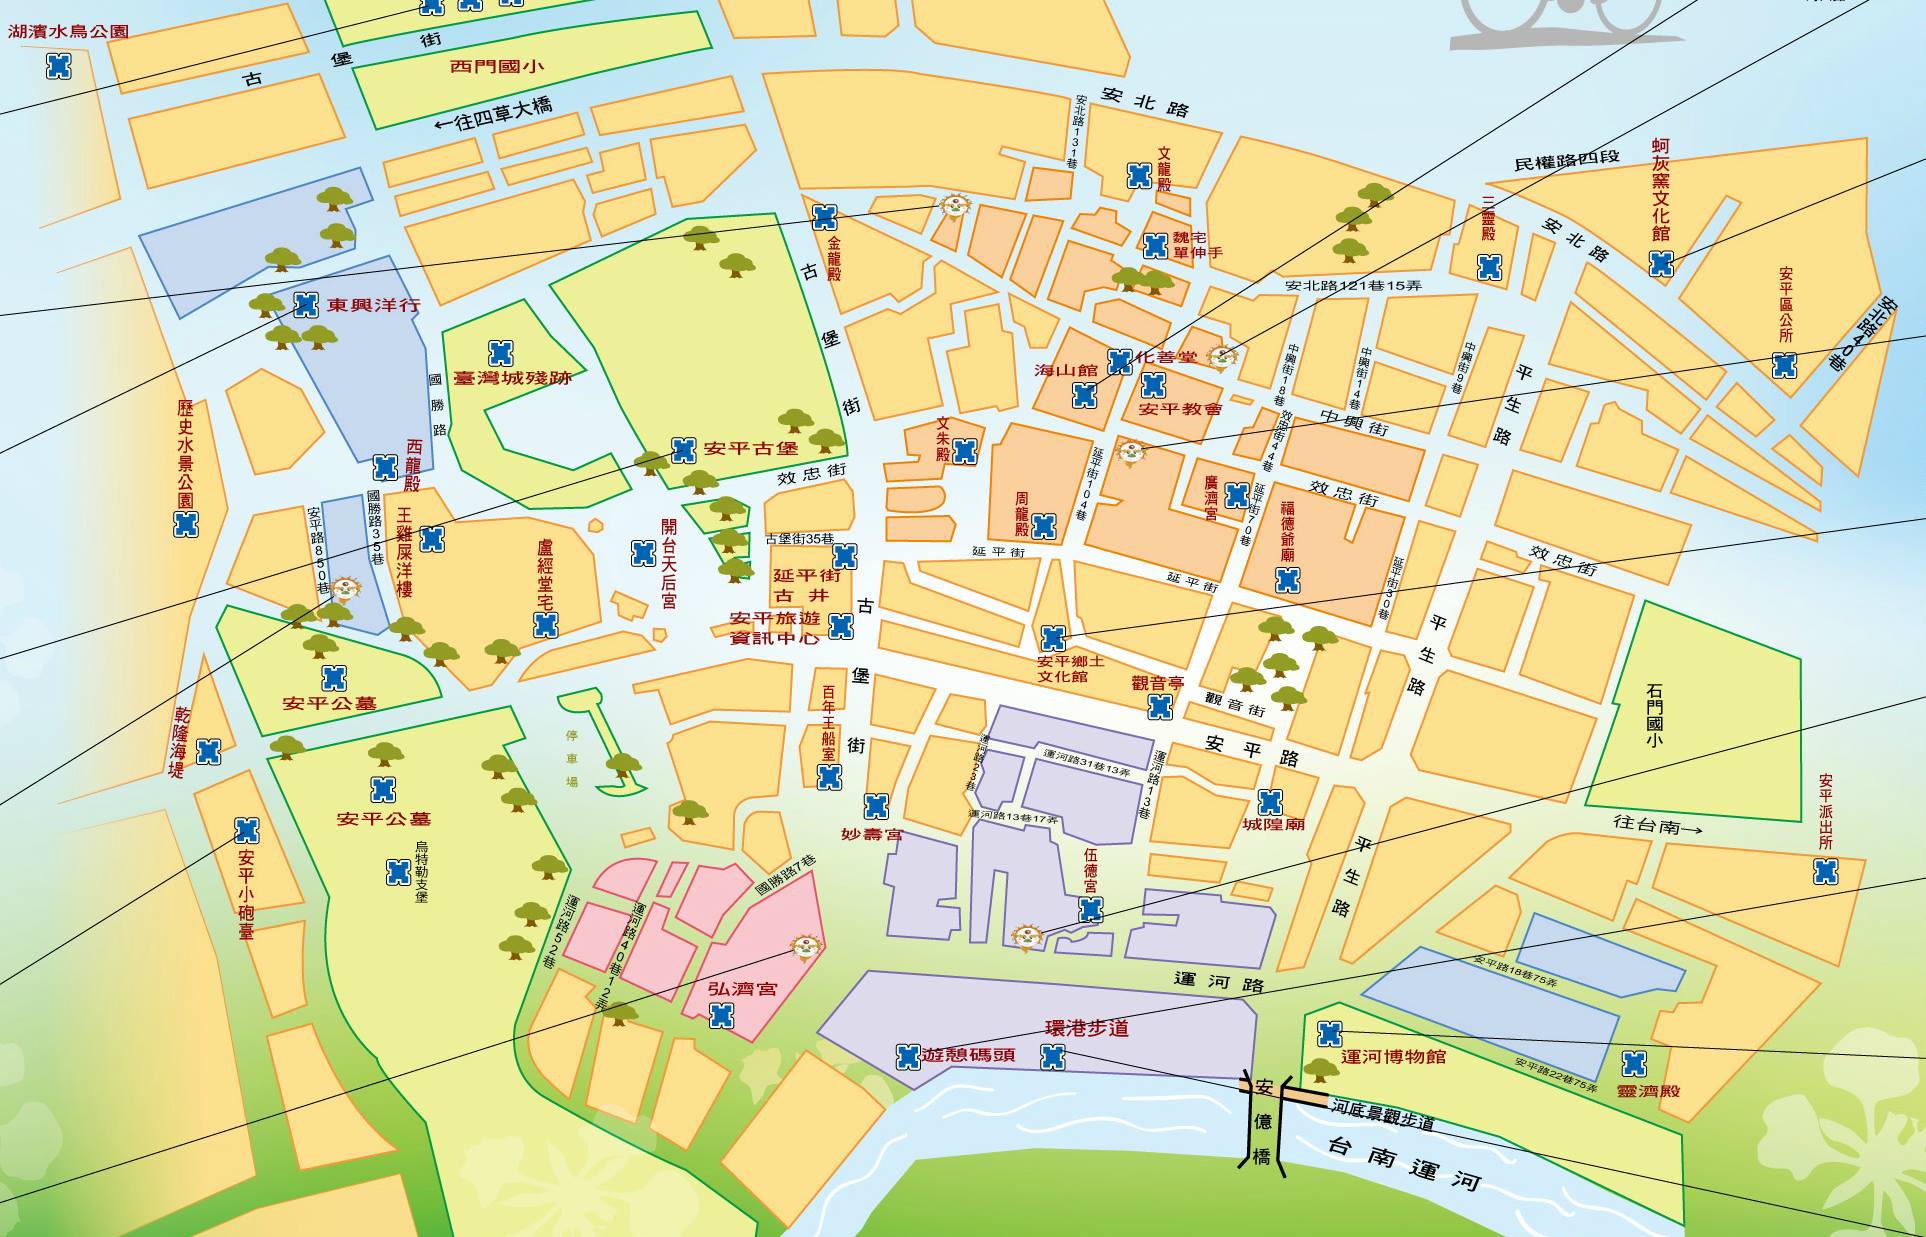 湖濱水鳥公園
古堡街
西門國小
←往四草大橋
安北路
安北路131巷
文龍殿
民權路四段
蚵灰窯文化館
三靈殿
安北路
魏宅
單伸手
金龍殿
安北路121巷15弄
安平區公所
安北路40巷
東興洋行
臺灣城殘跡
國勝路
古堡街
化善堂
海山館
安平教會
中興街18巷
中興街14巷
中興街9巷
平生路
中興街
歷史水景公園
西龍殿
安平古堡
效忠街
文朱殿
延平街104巷
效忠街44巷
廣濟宮
延平街70巷
效忠街
福德爺廟
周龍殿
國勝路35巷
安平路850巷
王雞屎洋樓
盧經堂宅
開台天后宮
古堡街35巷
延平街
古井
延平街
延平街
延平街30巷
效忠街
安平旅遊
資訊中心
古堡街
平生路
安平鄉土
文化館
觀音亭
觀音街
安平公墓
乾隆海堤
停車場
百年王船室
妙壽宮
安平路
石門國小
運河路23巷
運河路31巷13弄
運河路13巷
運河路13巷17弄
城隍廟
往台南→
安平派出所
安平公墓
烏特勒支堡
安平小砲臺
國勝路7巷
運河路52巷
運河路40巷12弄
弘濟宮
伍德宮
平生路
運河路
安平路18巷75弄
環港步道
遊憩碼頭
運河博物館
安平路22巷75弄
靈濟殿
安億橋
河底景觀步道
台南運河